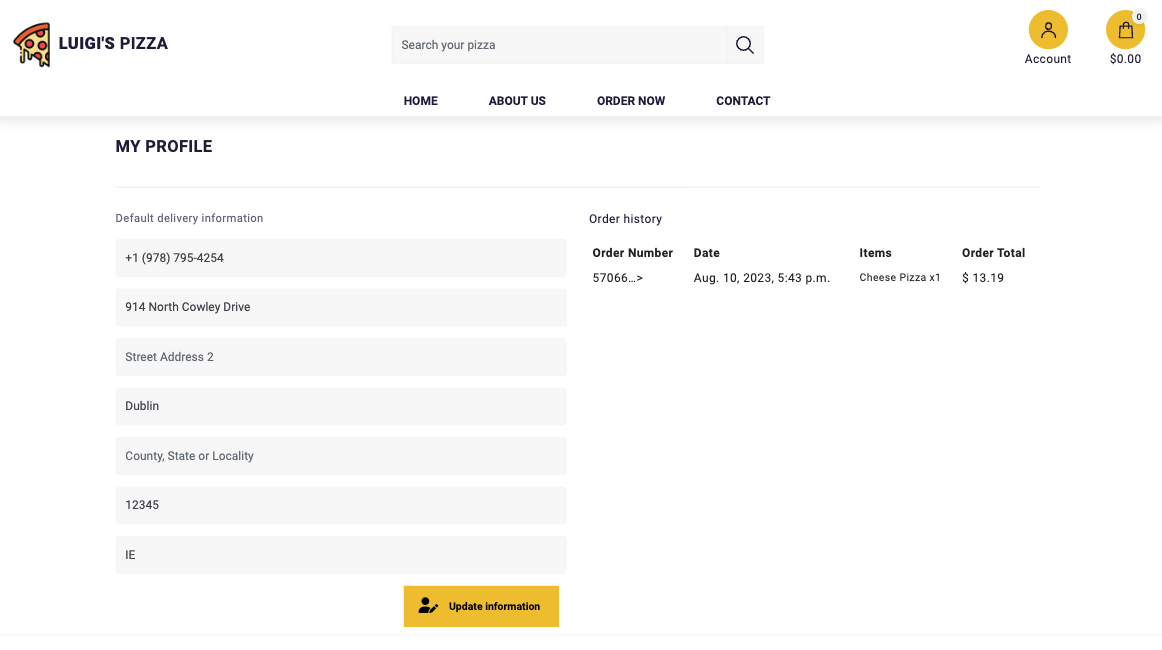 LUIGI'S PIZZA
Search your pizza
Account
0
$0.00
HOME ABOUT US ORDER NOW CONTACT
MY PROFILE
Default delivery information
+1 (978) 795-4254
914 North Cowley Drive
Street Address 2
Dublin
County, State or Locality
12345
IE
Update information
Order history
Order Number Date Items Order Total
57066...> Aug. 10, 2023, 5:43 p.m. Cheese Pizza x1 $ 13.19